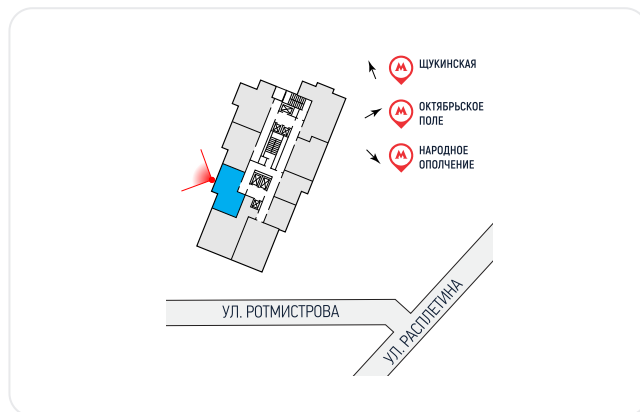 ЩУКИНСКАЯ
ОКТЯБРЬСКОЕ
ПОЛЕ
НАРОДНОЕ
ОПОЛЧЕНИЕ
УЛ. РОТМИСТРОВА
УЛ. РАСПЛЕТИНА